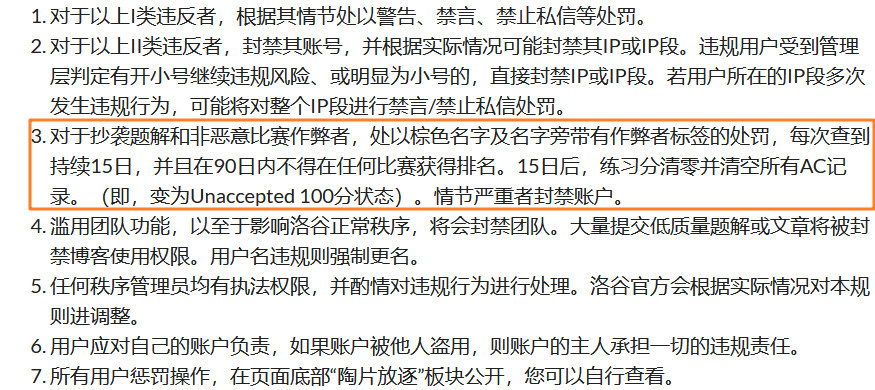 1. 对于以上I类违反者，根据其情节处以警告、禁言、禁止私信等处罚。
2. 对于以上II类违反者，封禁其账号，并根据实际情况可能封禁其IP或IP段。违规用户受到管理
层判定有开小号继续违规风险、或明显为小号的，直接封禁IP或IP段。若用户所在的IP段多次
发生违规行为，可能将对整个IP段进行禁言/禁止私信处罚。
3. 对于抄袭题解和非恶意比赛作弊者，处以棕色名字及名字旁带有作弊者标签的处罚，每次查到
持续15日，并且在90日内不得在任何比赛获得排名。15日后，练习分清零并清空所有AC记
录。（即，变为Unaccepted 100分状态）。情节严重者封禁账户。
4. 滥用团队功能，以至于影响洛谷正常秩序，将会封禁团队。大量提交低质量题解或文章将被封
禁博客使用权限。用户名违规则强制更名。
5. 任何秩序管理员均有执法权限，并酌情对违规行为进行处理。洛谷官方会根据实际情况对本规
则进调整。
6. 用户应对自己的账户负责，如果账户被他人盗用，则账户的主人承担一切的违规责任。
7. 所有用户惩罚操作，在页面底部“陶片放逐”板块公开，您可以自行查看。